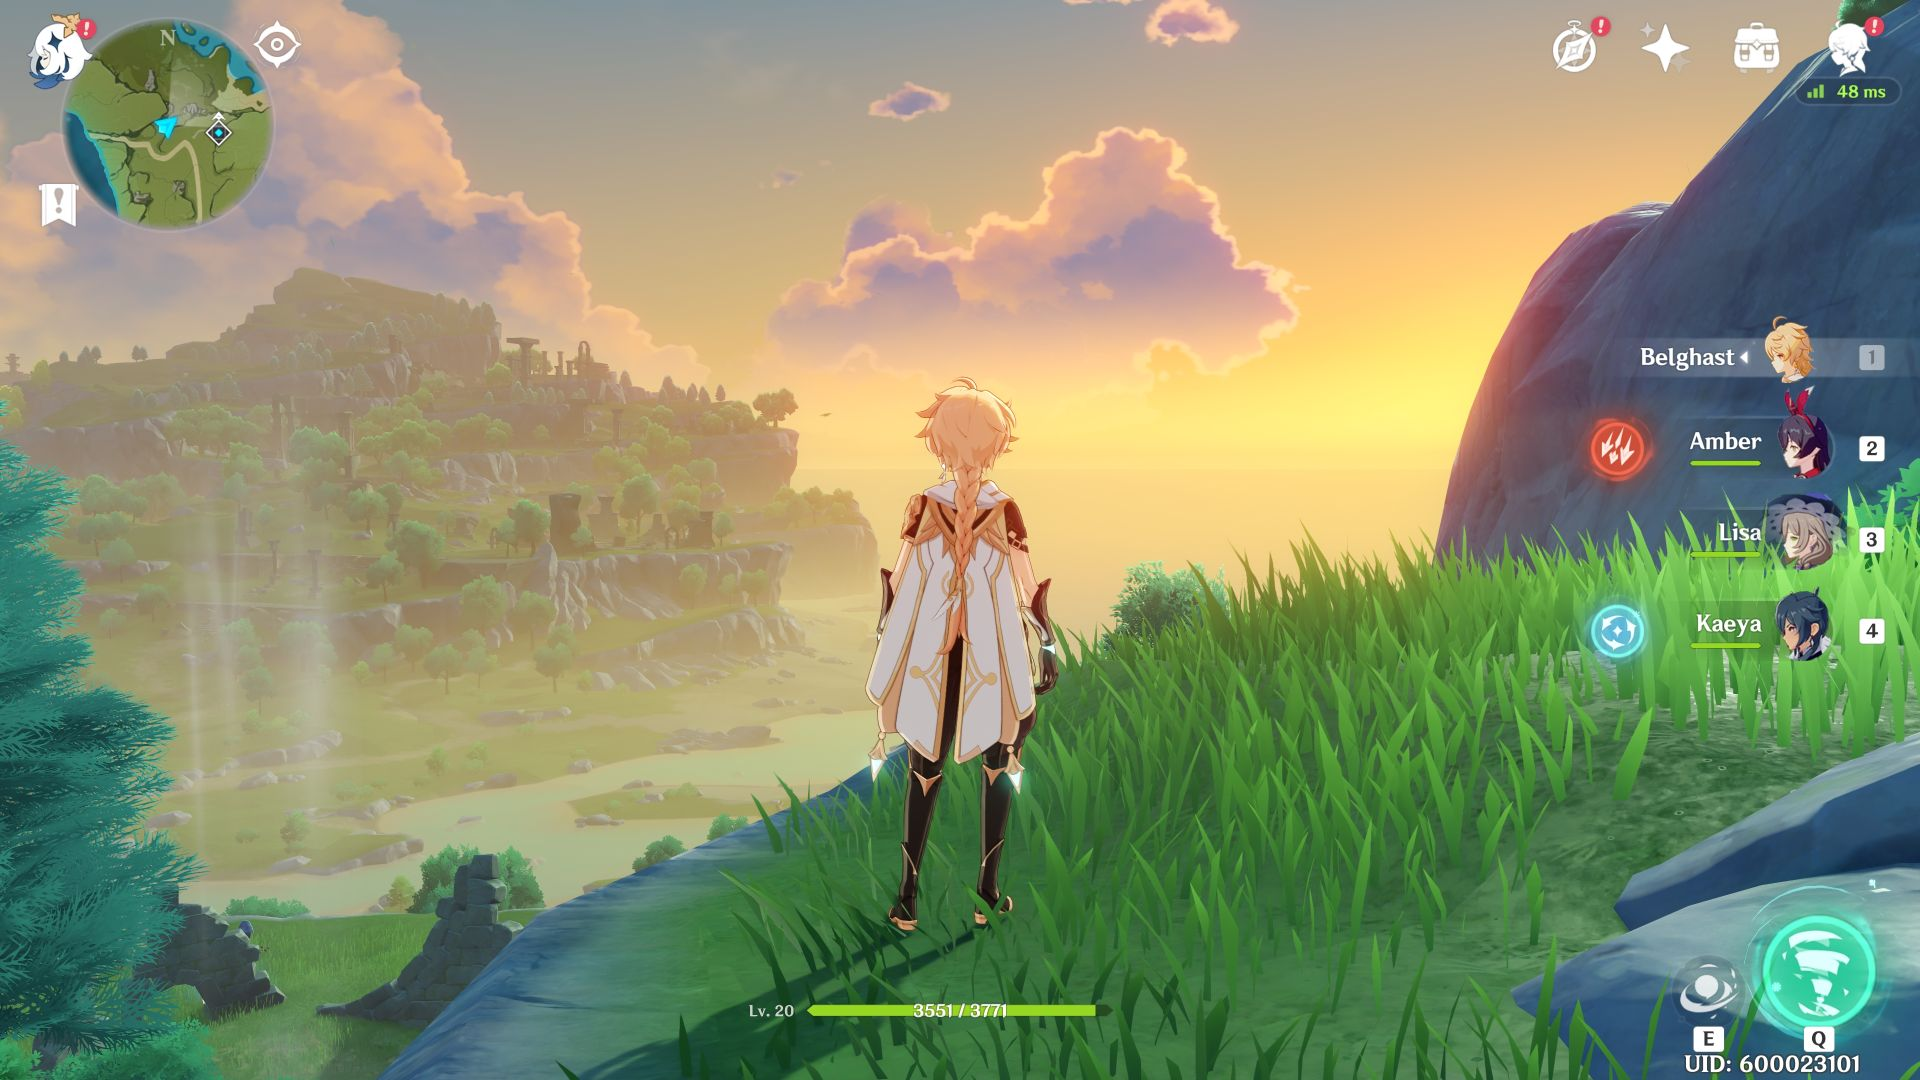 N
48 ms
Belghast
1
Amber
2
Lisa
3
Kaeya
4
Lv. 20
3551 / 3771
E
Q
UID: 600023101